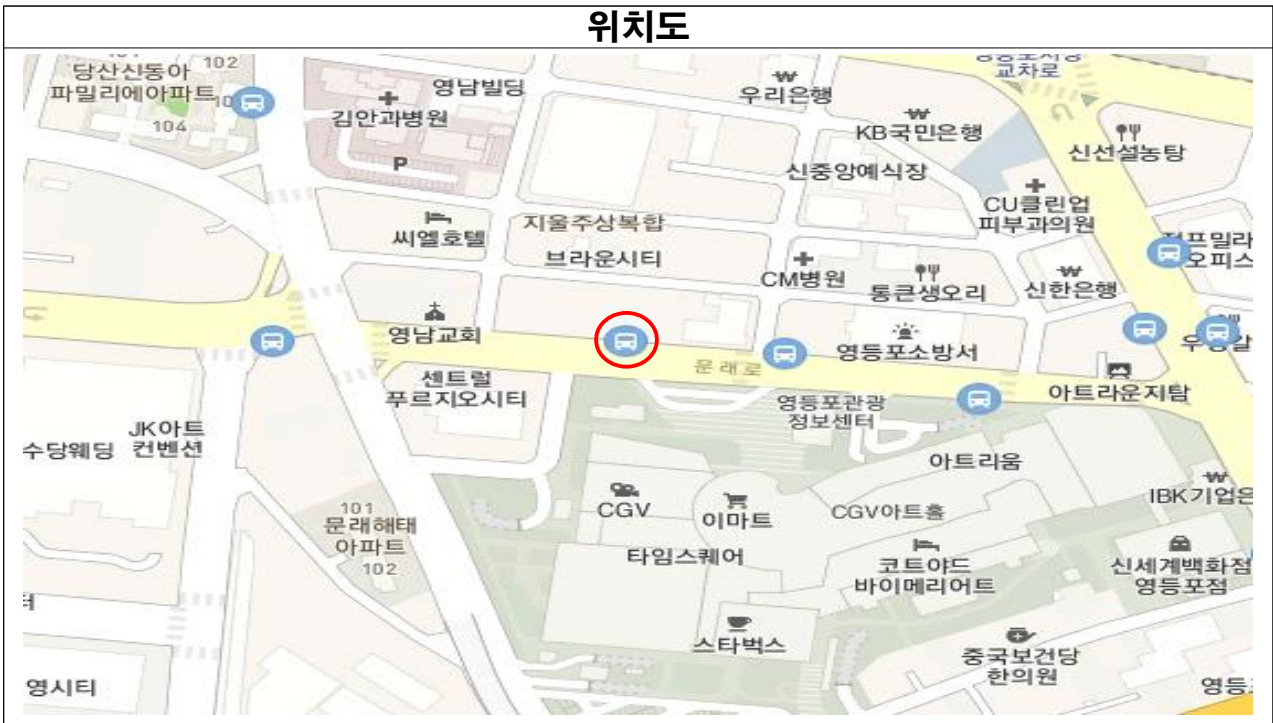 위치도
당산신동아
파밀리에아파트
102
104
김안과병원
영남빌딩
P
우리은행
교차로
KB국민은행
신선설농탕
신중앙예식장
CU클린업
피부과의원
씨엘호텔
지울주상복합
브라운시티
CM병원
통큰생오리
신한은행
영남교회
문래로
영등포소방서
센트럴
푸르지오시티
영등포관광
정보센터
아트라운지탐
JK아트
컨벤션
수당웨딩
아트리움
IBK기업은
CGV
이마트
CGV아트홀
101
문래해태
아파트
102
타임스퀘어
코트야드
바이메리어트
신세계백화점
영등포점
스타벅스
중국보건당
한의원
영시티
영등